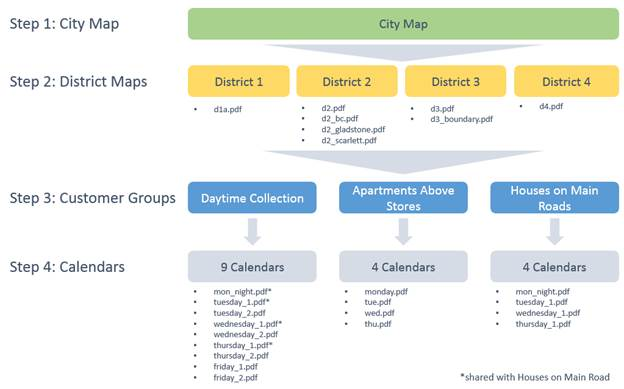 Step 1: City Map
City Map
Step 2: District Maps
District 1
District 2
District 3
District 4
• d1a.pdf
• d2.pdf
• d2_bc.pdf
• d2_gladstone.pdf
• d2_scarlett.pdf
• d3.pdf
• d3_boundary.pdf
• d4.pdf
Step 3: Customer Groups
Daytime Collection
Apartments Above
Stores
Houses on Main
Roads
Step 4: Calendars
9 Calendars
4 Calendars
4 Calendars
• mon_night.pdf*
• tuesday_1.pdf*
• tuesday_2.pdf
• wednesday_1.pdf*
• wednesday_2.pdf
• thursday_1.pdf*
• thursday_2.pdf
• friday_1.pdf
• friday_2.pdf
• monday.pdf
• tue.pdf
• wed.pdf
• thu.pdf
• mon_night.pdf
• tuesday_1.pdf
• wednesday_1.pdf
• thursday_1.pdf
*shared with Houses on Main Road